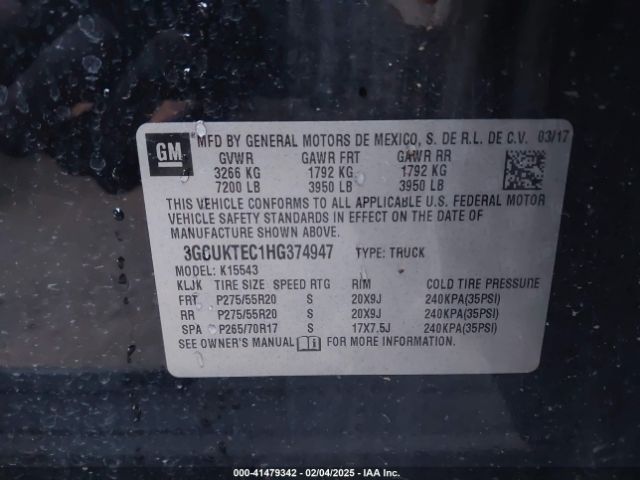 GM
MFD BY GENERAL MOTORS DE MEXICO, S. DE R.L. DE C.V. 03/17
GVWR GAWR FRT GAWR RR
3266 KG 1792 KG 1792 KG
7200 LB 3950 LB 3950 LB
THIS VEHICLE CONFORMS TO ALL APPLICABLE U.S. FEDERAL MOTOR
VEHICLE SAFETY STANDARDS IN EFFECT ON THE DATE OF
MANUFACTURE SHOWN ABOVE.
3GCUKTEC1HG374947 TYPE: TRUCK
MODEL: K15543
KLJK TIRE SIZE SPEED RTG RIM COLD TIRE PRESSURE
FRT P275/55R20 S 20X9J 240KPA(35PSI)
RR P275/55R20 S 20X9J 240KPA(35PSI)
SPA P265/70R17 S 17X7.5J 240KPA(35PSI)
SEE OWNER'S MANUAL FOR MORE INFORMATION.
000-41479342 - 02/04/2025 - IAA Inc.